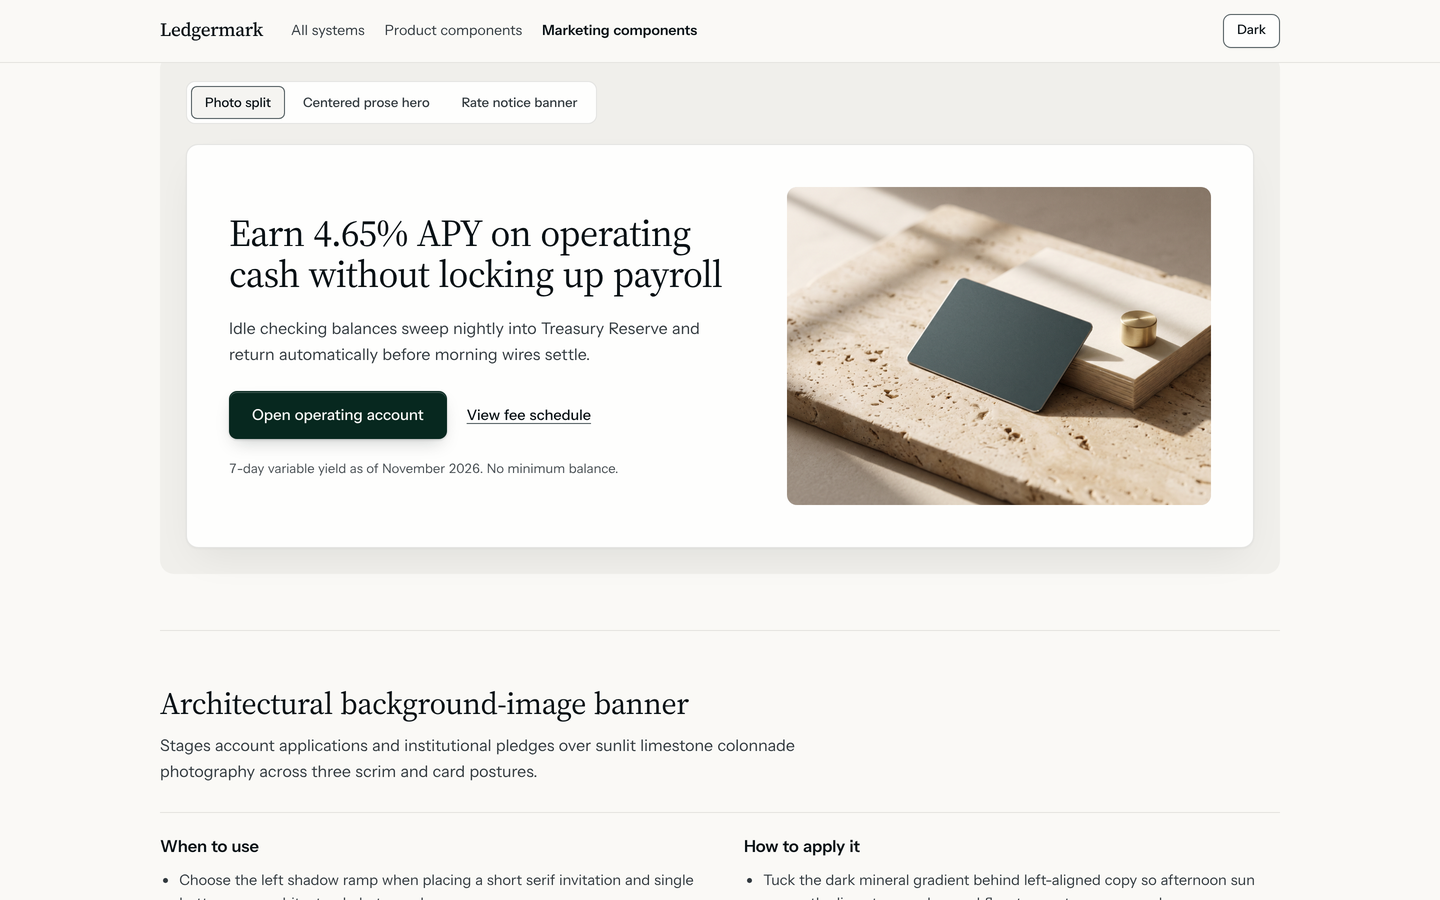 Ledgermark
All systems
Product components
Marketing components
Dark
Photo split
Centered prose hero
Rate notice banner
Earn 4.65% APY on operating
cash without locking up payroll
Idle checking balances sweep nightly into Treasury Reserve and
return automatically before morning wires settle.
Open operating account
View fee schedule
7-day variable yield as of November 2026. No minimum balance.
Architectural background-image banner
Stages account applications and institutional pledges over sunlit limestone colonnade
photography across three scrim and card postures.
When to use
Choose the left shadow ramp when placing a short serif invitation and single
How to apply it
Tuck the dark mineral gradient behind left-aligned copy so afternoon sun